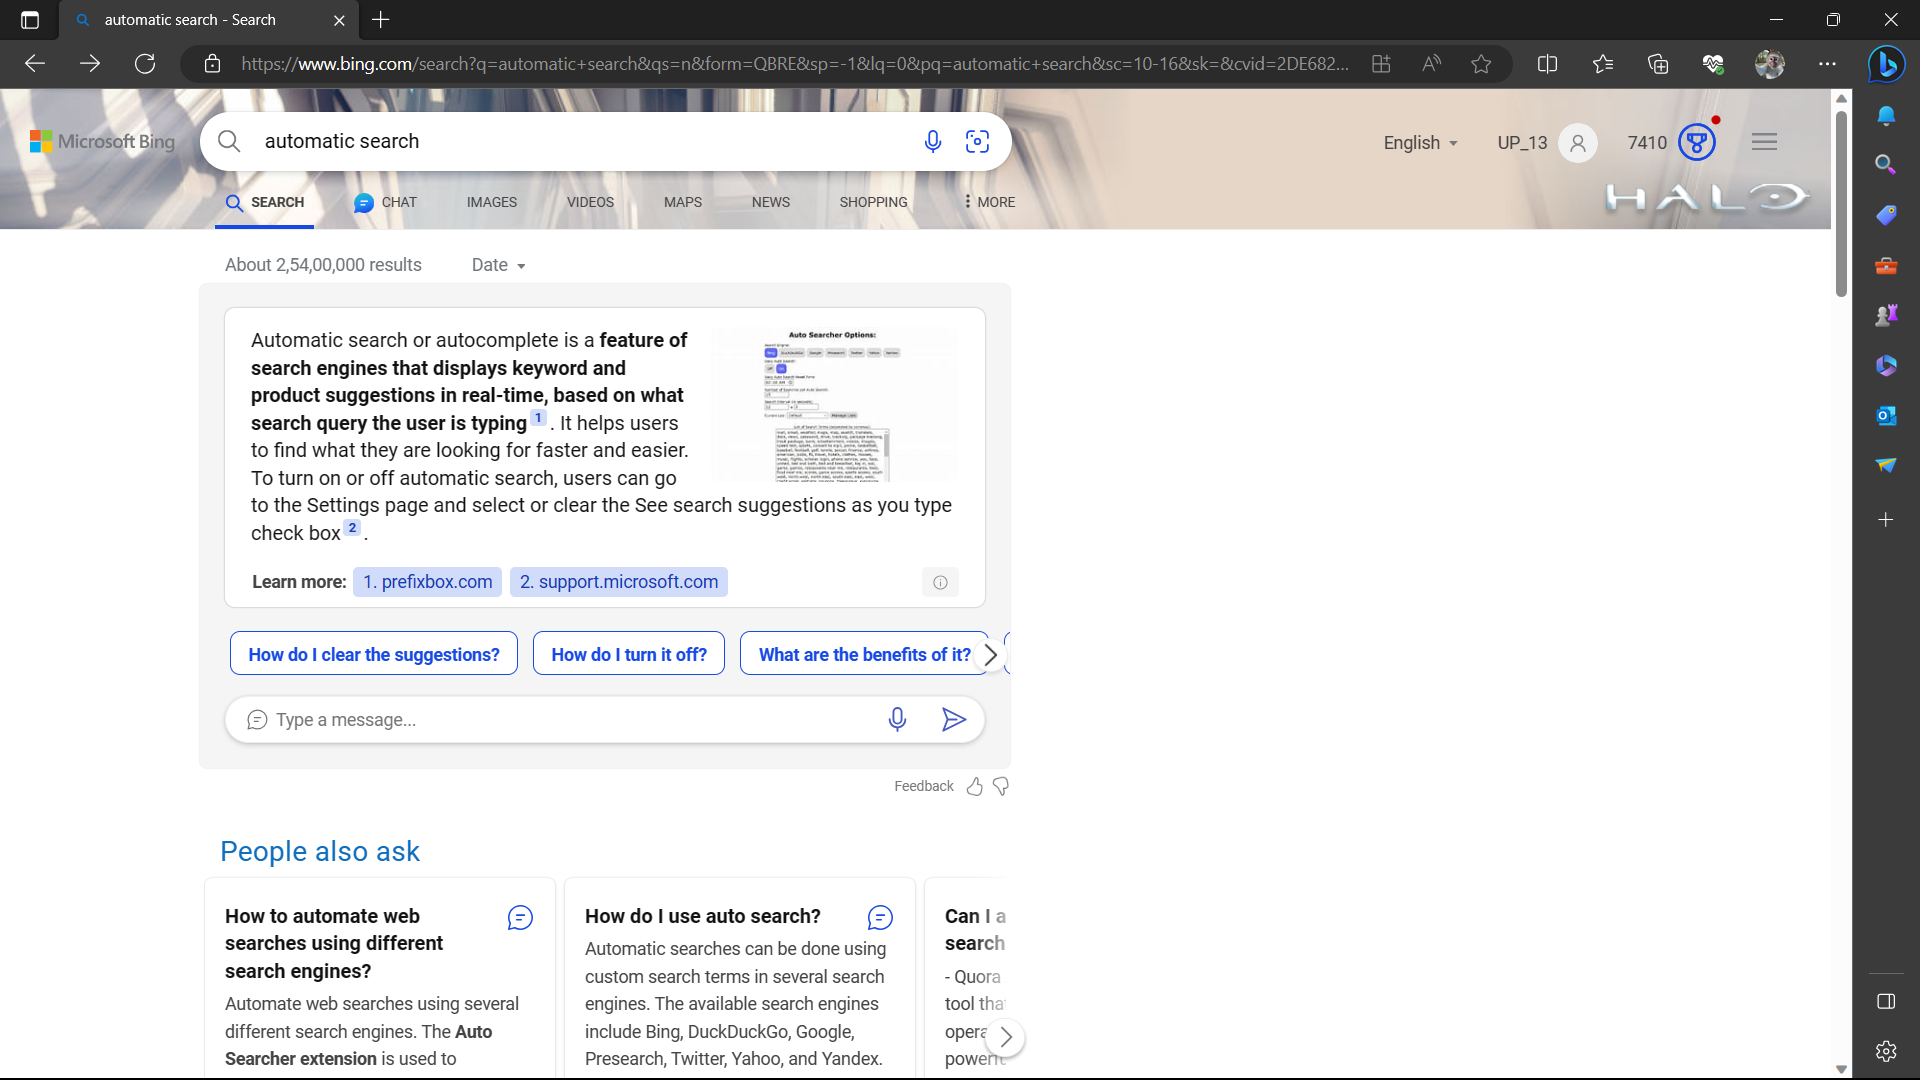 automatic search - Search
https://www.bing.com/search?q=automatic+search&qs=n&form=QBRE&sp=-1&lq=0&pq=automatic+search&sc=10-16&sk=&cvid=2DE682...
Microsoft Bing
automatic search
English
UP_13
7410
HALO
SEARCH
CHAT
IMAGES
VIDEOS
MAPS
NEWS
SHOPPING
MORE
About 2,54,00,000 results
Date
Automatic search or autocomplete is a feature of
search engines that displays keyword and
product suggestions in real-time, based on what
search query the user is typing 1 . It helps users
to find what they are looking for faster and easier.
To turn on or off automatic search, users can go
to the Settings page and select or clear the See search suggestions as you type
check box 2 .
Auto Searcher Options:
Learn more: 1. prefixbox.com 2. support.microsoft.com
How do I clear the suggestions?
How do I turn it off?
What are the benefits of it?
Type a message...
Feedback
People also ask
How to automate web
searches using different
search engines?
Automate web searches using several
different search engines. The Auto
Searcher extension is used to
How do I use auto search?
Automatic searches can be done using
custom search terms in several search
engines. The available search engines
include Bing, DuckDuckGo, Google,
Presearch, Twitter, Yahoo, and Yandex.
Can I a
search
- Quora
tool tha
opera